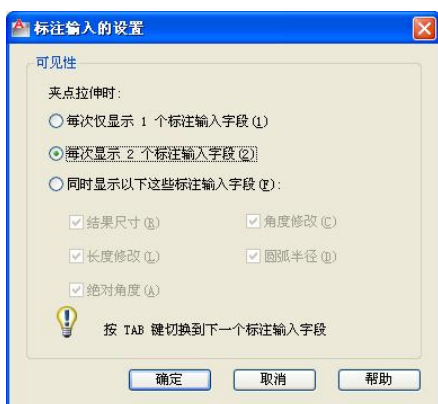 标注输入的设置
可见性
夹点拉伸时:
每次仅显示 1 个标注输入字段(1)
每次显示 2 个标注输入字段(2)
同时显示以下这些标注输入字段(F):
结果尺寸(R) 角度修改(C)
长度修改(L) 圆弧半径(D)
绝对角度(A)
按 TAB 键切换到下一个标注输入字段
确定 取消 帮助